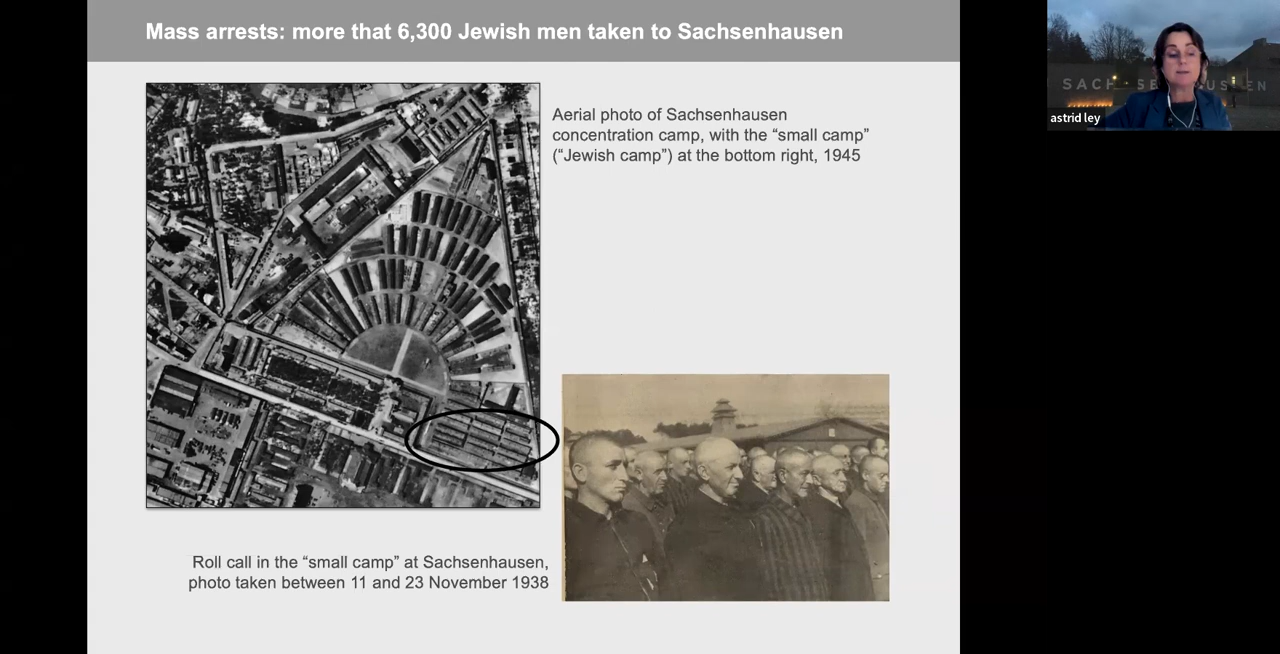 Mass arrests: more that 6,300 Jewish men taken to Sachsenhausen
Aerial photo of Sachsenhausen
concentration camp, with the “small camp”
(“Jewish camp”) at the bottom right, 1945
Roll call in the “small camp” at Sachsenhausen,
photo taken between 11 and 23 November 1938
SACHSENHAUSEN
astrid ley